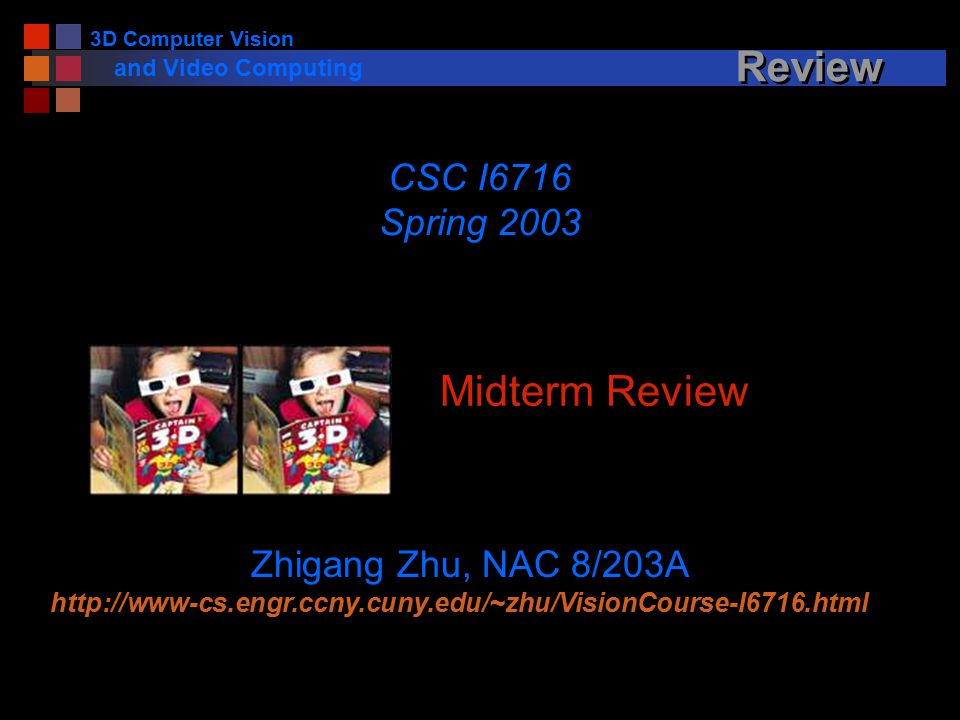 3D Computer Vision
and Video Computing
Review
CSC I6716
Spring 2003
CAPTAIN
3-D
CAPTAIN
3-D
Midterm Review
Zhigang Zhu, NAC 8/203A
http://www-cs.engr.ccny.cuny.edu/~zhu/VisionCourse-I6716.html